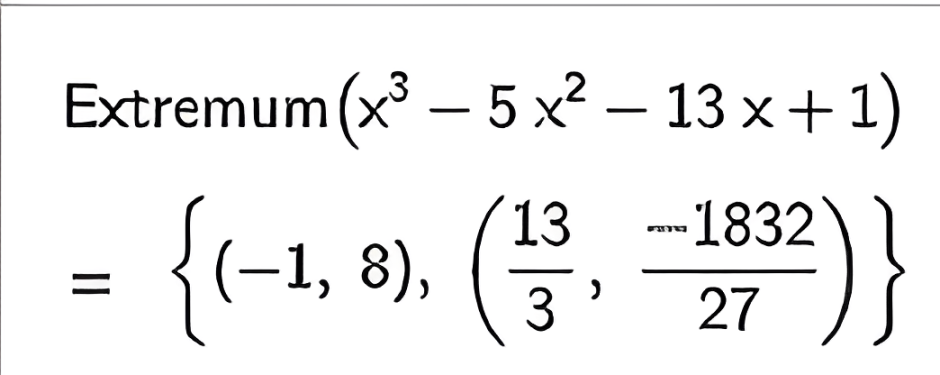 Extremum(x³ − 5 x² − 13 x + 1)
= {(−1, 8), (13/3, −1832/27)}